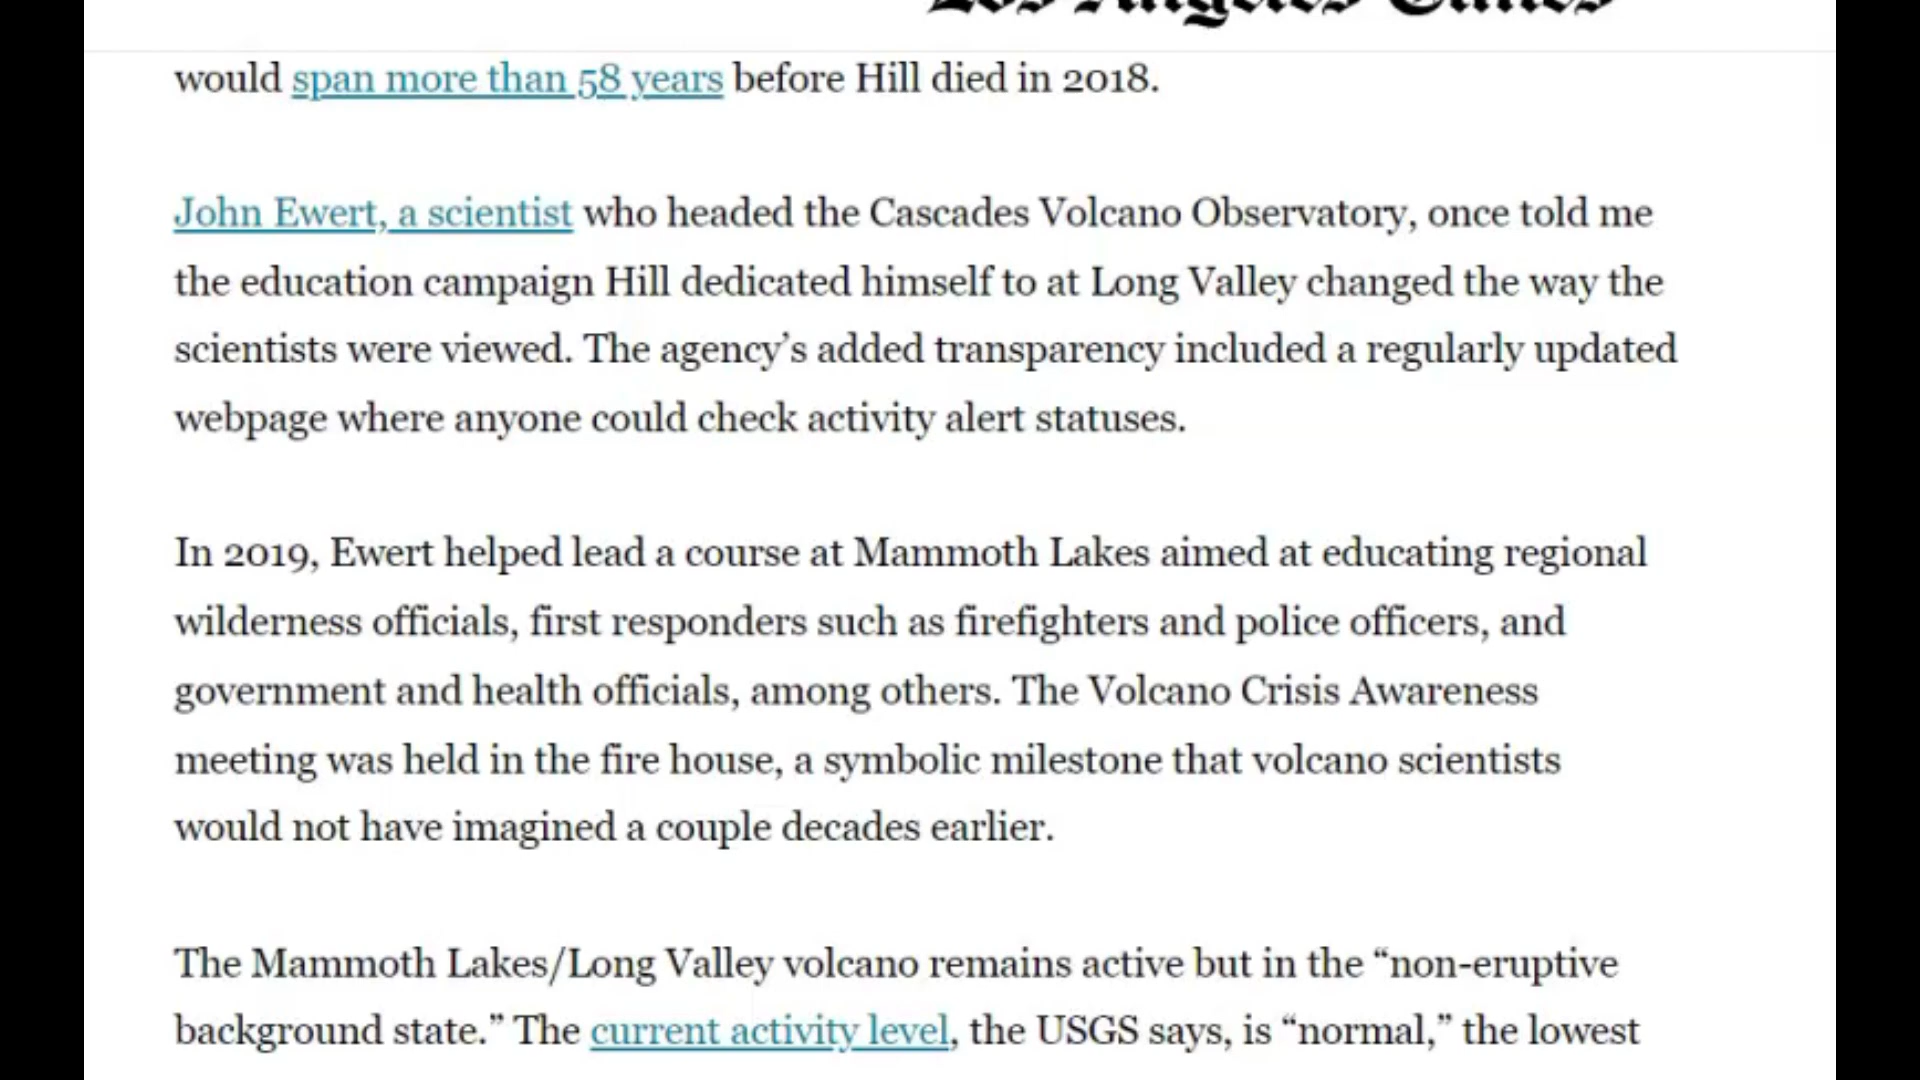 Los Angeles Times
would span more than 58 years before Hill died in 2018.
John Ewert, a scientist who headed the Cascades Volcano Observatory, once told me
the education campaign Hill dedicated himself to at Long Valley changed the way the
scientists were viewed. The agency’s added transparency included a regularly updated
webpage where anyone could check activity alert statuses.
In 2019, Ewert helped lead a course at Mammoth Lakes aimed at educating regional
wilderness officials, first responders such as firefighters and police officers, and
government and health officials, among others. The Volcano Crisis Awareness
meeting was held in the fire house, a symbolic milestone that volcano scientists
would not have imagined a couple decades earlier.
The Mammoth Lakes/Long Valley volcano remains active but in the “non-eruptive
background state.” The current activity level, the USGS says, is “normal,” the lowest